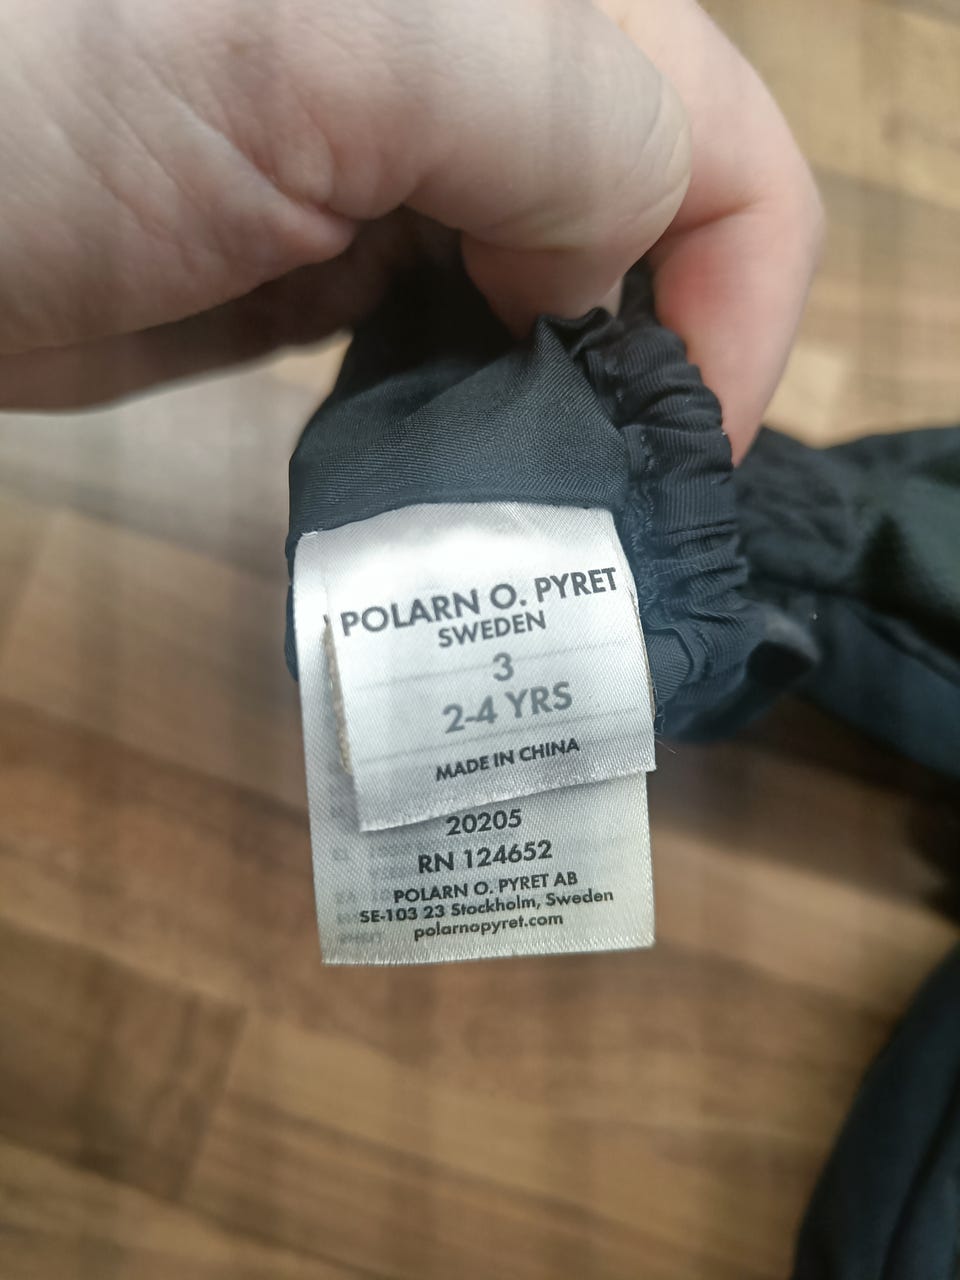 POLARN O. PYRET
SWEDEN
3
2-4 YRS
MADE IN CHINA
20205
RN 124652
POLARN O. PYRET AB
SE-103 23 Stockholm, Sweden
polarnopyret.com